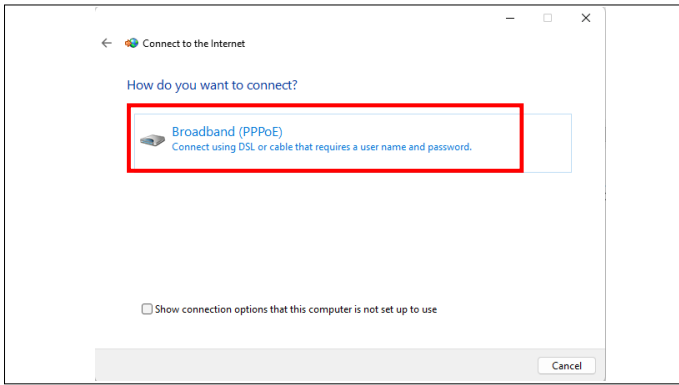 Connect to the Internet
How do you want to connect?
Broadband (PPPoE)
Connect using DSL or cable that requires a user name and password.
Show connection options that this computer is not set up to use
Cancel